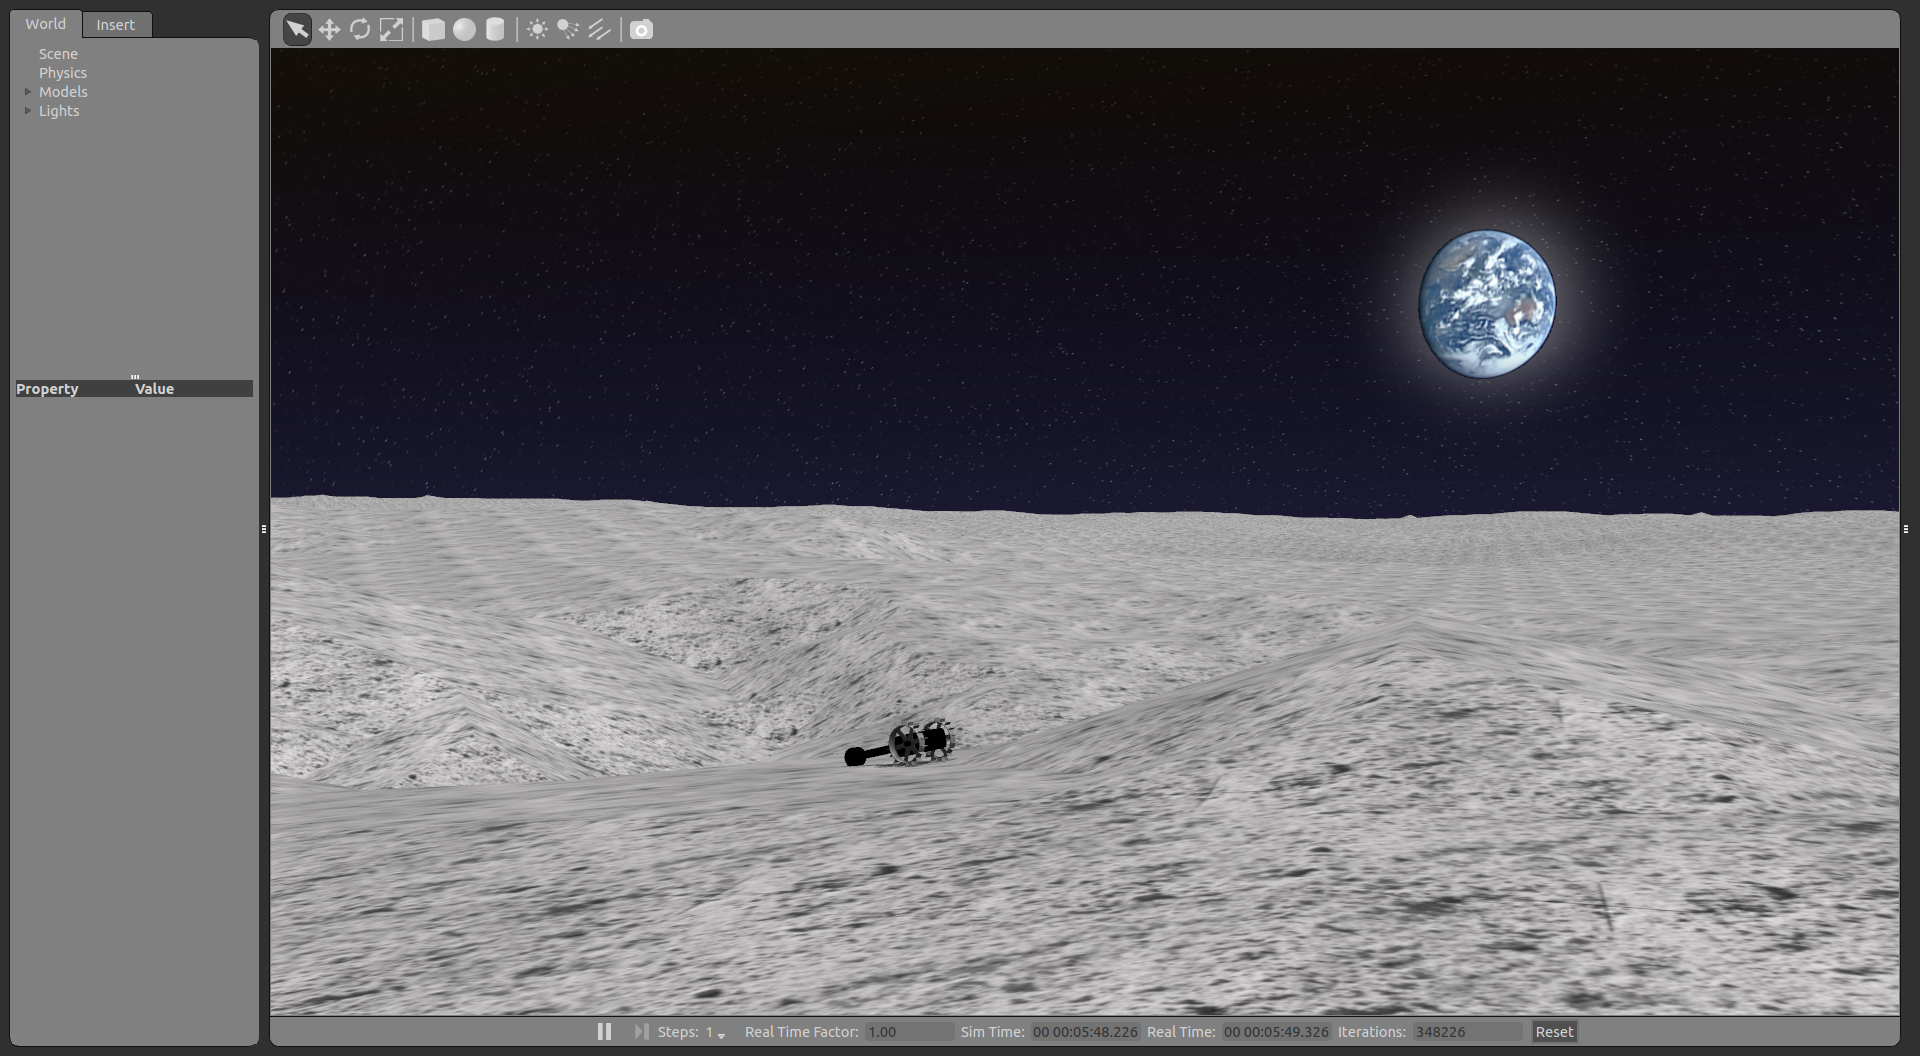 World Insert
Scene
Physics
Models
Lights
Property Value
Steps: 1 Real Time Factor: 1.00 Sim Time: 00 00:05:48.226 Real Time: 00 00:05:49.326 Iterations: 348226 Reset